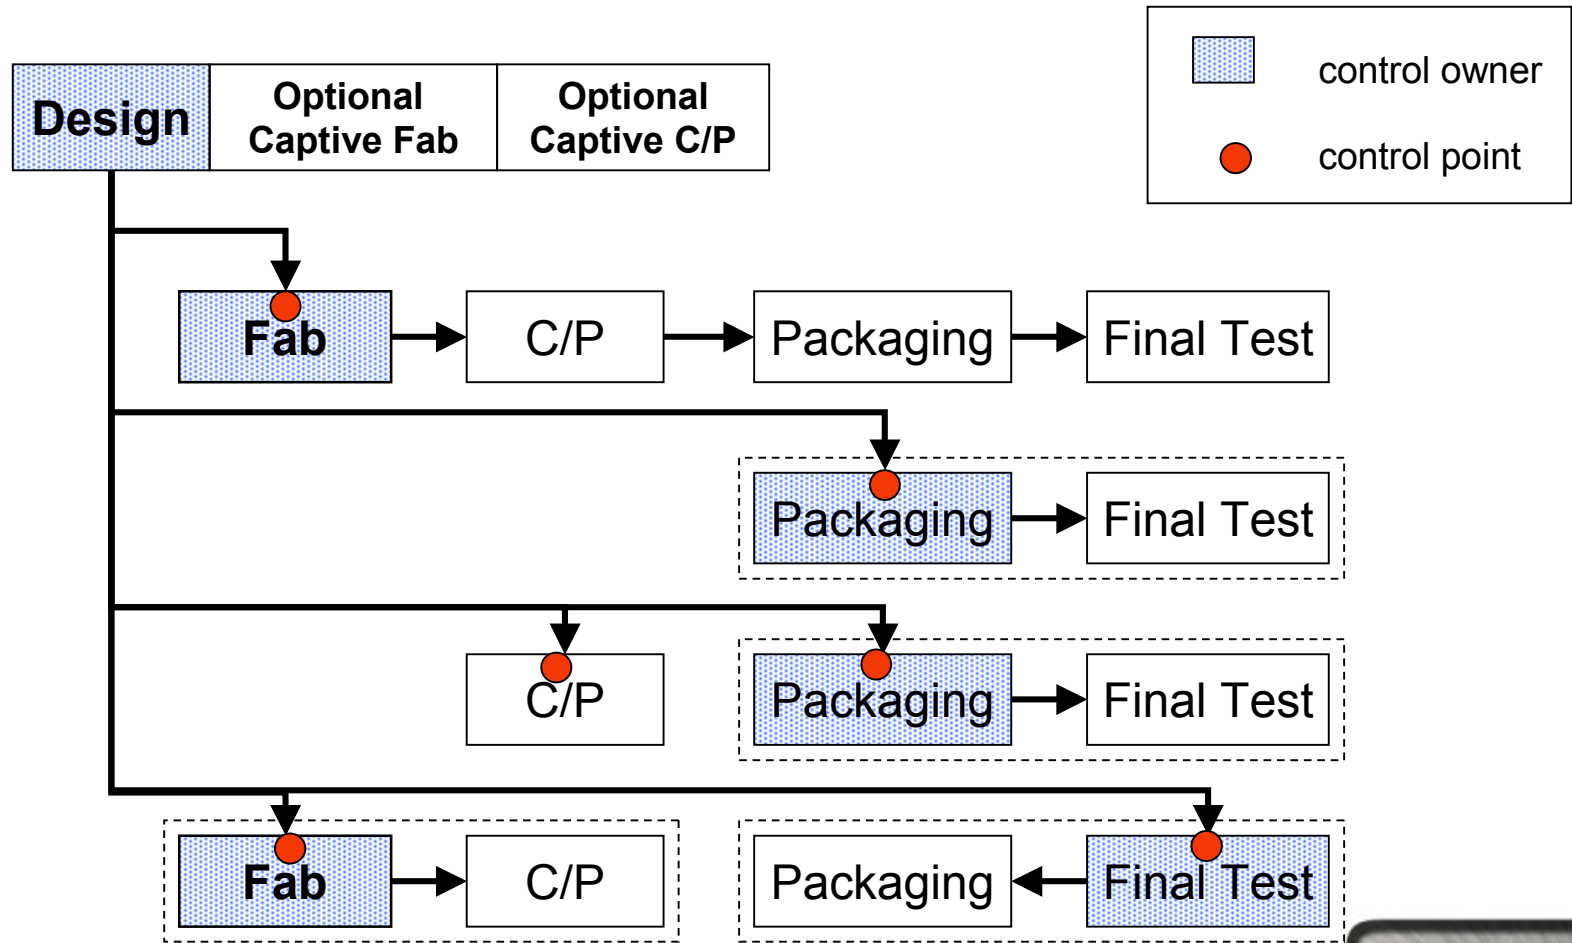 control owner
control point
Design
Optional
Captive Fab
Optional
Captive C/P
Fab
C/P
Packaging
Final Test
Packaging
Final Test
C/P
Packaging
Final Test
Fab
C/P
Packaging
Final Test